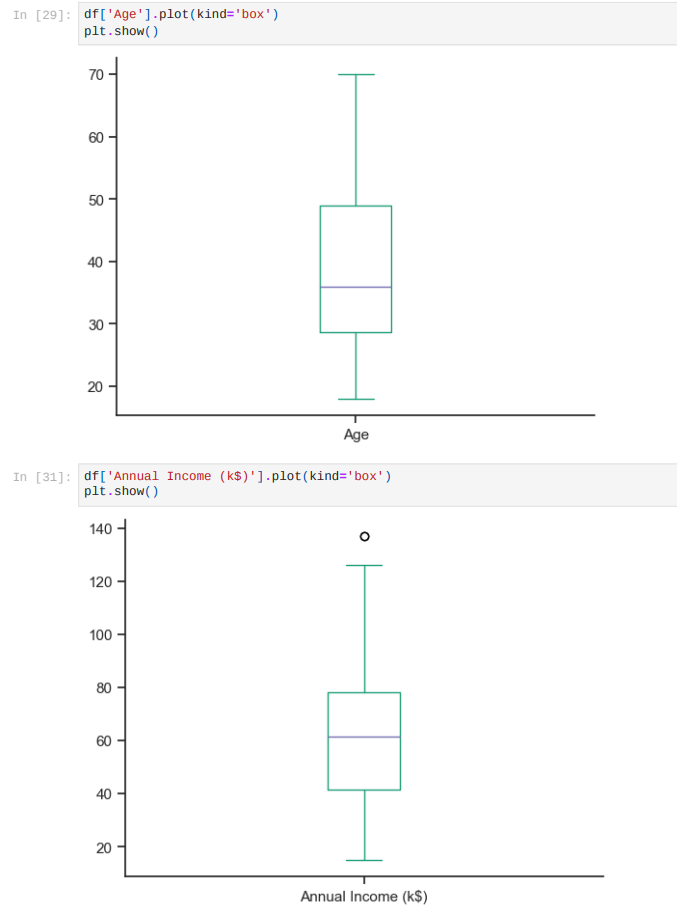 In [29]: df['Age'].plot(kind='box')
plt.show()
70
60
50
40
30
20
Age
In [31]: df['Annual Income (k$)'].plot(kind='box')
plt.show()
140
120
100
80
60
40
20
Annual Income (k$)